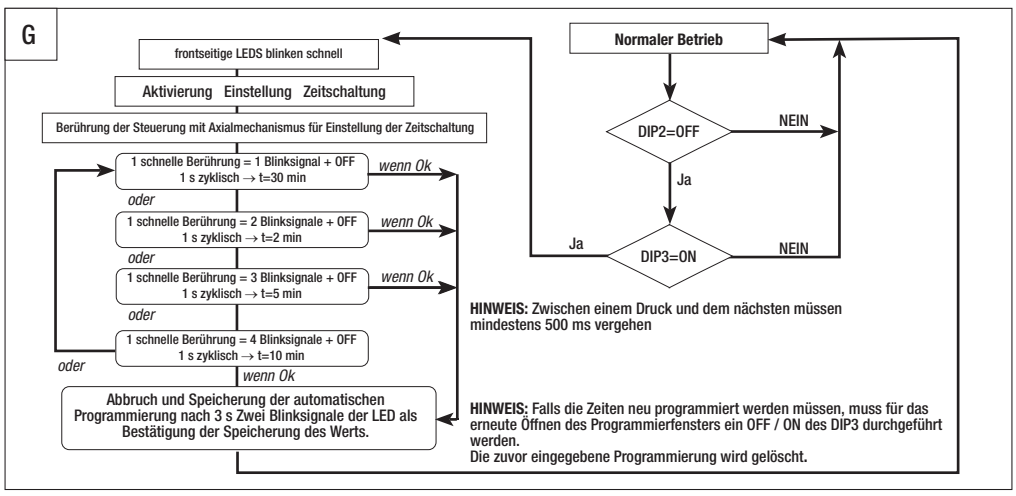 G
frontseitige LEDS blinken schnell
Aktivierung Einstellung Zeitschaltung
Berührung der Steuerung mit Axialmechanismus für Einstellung der Zeitschaltung
1 schnelle Berührung = 1 Blinksignal + OFF
1 s zyklisch → t=30 min
wenn Ok
oder
1 schnelle Berührung = 2 Blinksignale + OFF
1 s zyklisch → t=2 min
wenn Ok
oder
1 schnelle Berührung = 3 Blinksignale + OFF
1 s zyklisch → t=5 min
wenn Ok
oder
1 schnelle Berührung = 4 Blinksignale + OFF
1 s zyklisch → t=10 min
oder
wenn Ok
Abbruch und Speicherung der automatischen
Programmierung nach 3 s Zwei Blinksignale der LED als
Bestätigung der Speicherung des Werts.
Normaler Betrieb
DIP2=OFF
NEIN
Ja
DIP3=ON
Ja
NEIN
HINWEIS: Zwischen einem Druck und dem nächsten müssen
mindestens 500 ms vergehen
HINWEIS: Falls die Zeiten neu programmiert werden müssen, muss für das
erneute Öffnen des Programmierfensters ein OFF / ON des DIP3 durchgeführt
werden.
Die zuvor eingegebene Programmierung wird gelöscht.